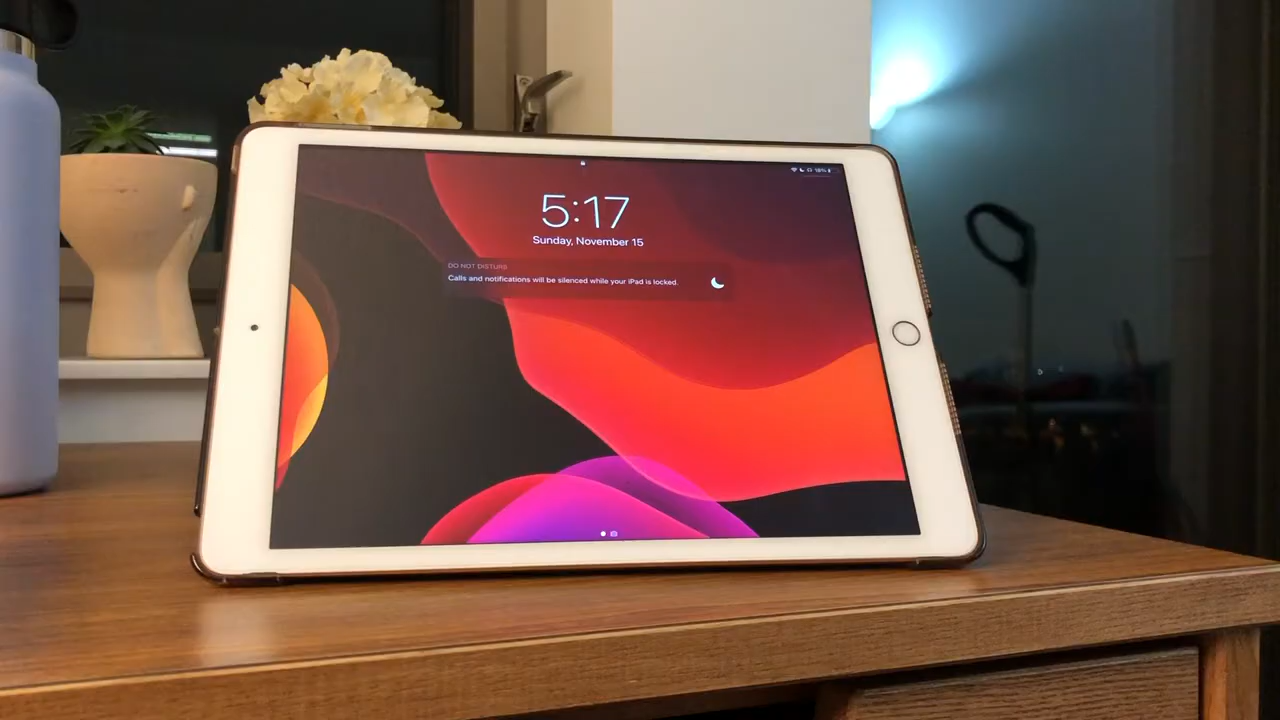 18%
5:17
Sunday, November 15
DO NOT DISTURB
Calls and notifications will be silenced while your iPad is locked.